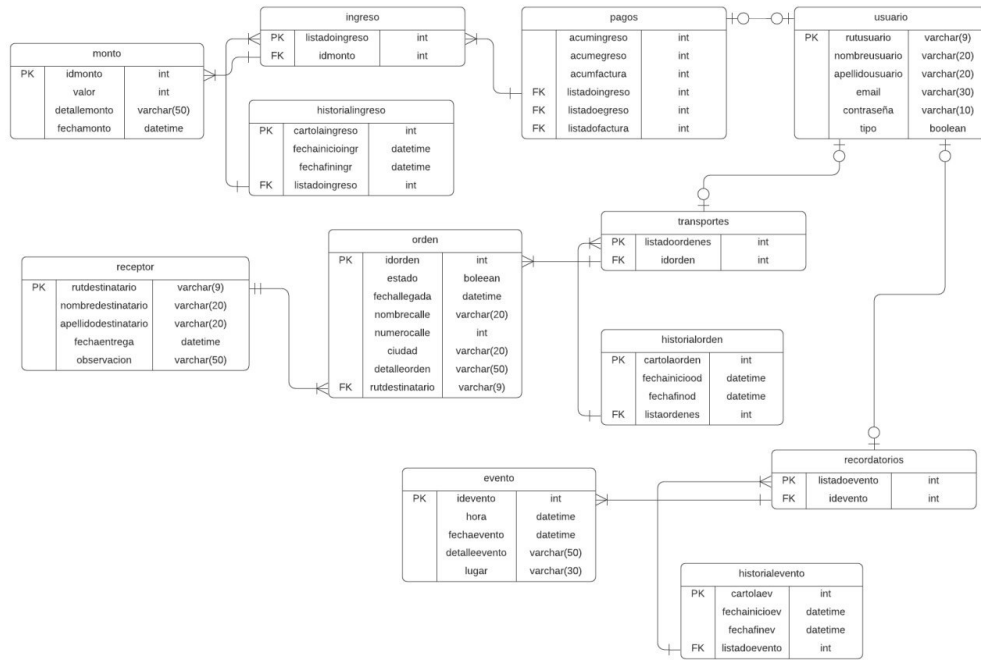 monto
PK idmonto int
valor int
detallemonto varchar(50)
fechamonto datetime
ingreso
PK listadoingreso int
FK idmonto int
historialingreso
PK cartolaingreso int
fechainicioingr datetime
fechafiningr datetime
FK listadoingreso int
pagos
acumingreso int
acumegreso int
acumfactura int
FK listadoingreso int
FK listadoegreso int
FK listadofactura int
usuario
PK rutusuario varchar(9)
nombreusuario varchar(20)
apellidousuario varchar(20)
email varchar(30)
contraseña varchar(10)
tipo boolean
transportes
PK listadoordenes int
FK idorden int
orden
PK idorden int
estado boleean
fechallegada datetime
nombrecalle varchar(20)
numerocalle int
ciudad varchar(20)
detalleorden varchar(50)
FK rutdestinatario varchar(9)
receptor
PK rutdestinatario varchar(9)
nombredestinatario varchar(20)
apellidodestinatario varchar(20)
fechaentrega datetime
observacion varchar(50)
historialorden
PK cartolaorden int
fechainiciood datetime
fechafinod datetime
FK listaordenes int
recordatorios
PK listadoevento int
FK idevento int
evento
PK idevento int
hora datetime
fechaevento datetime
detalleevento varchar(50)
lugar varchar(30)
historialevento
PK cartolaev int
fechainicioev datetime
fechafinev datetime
FK listadoevento int